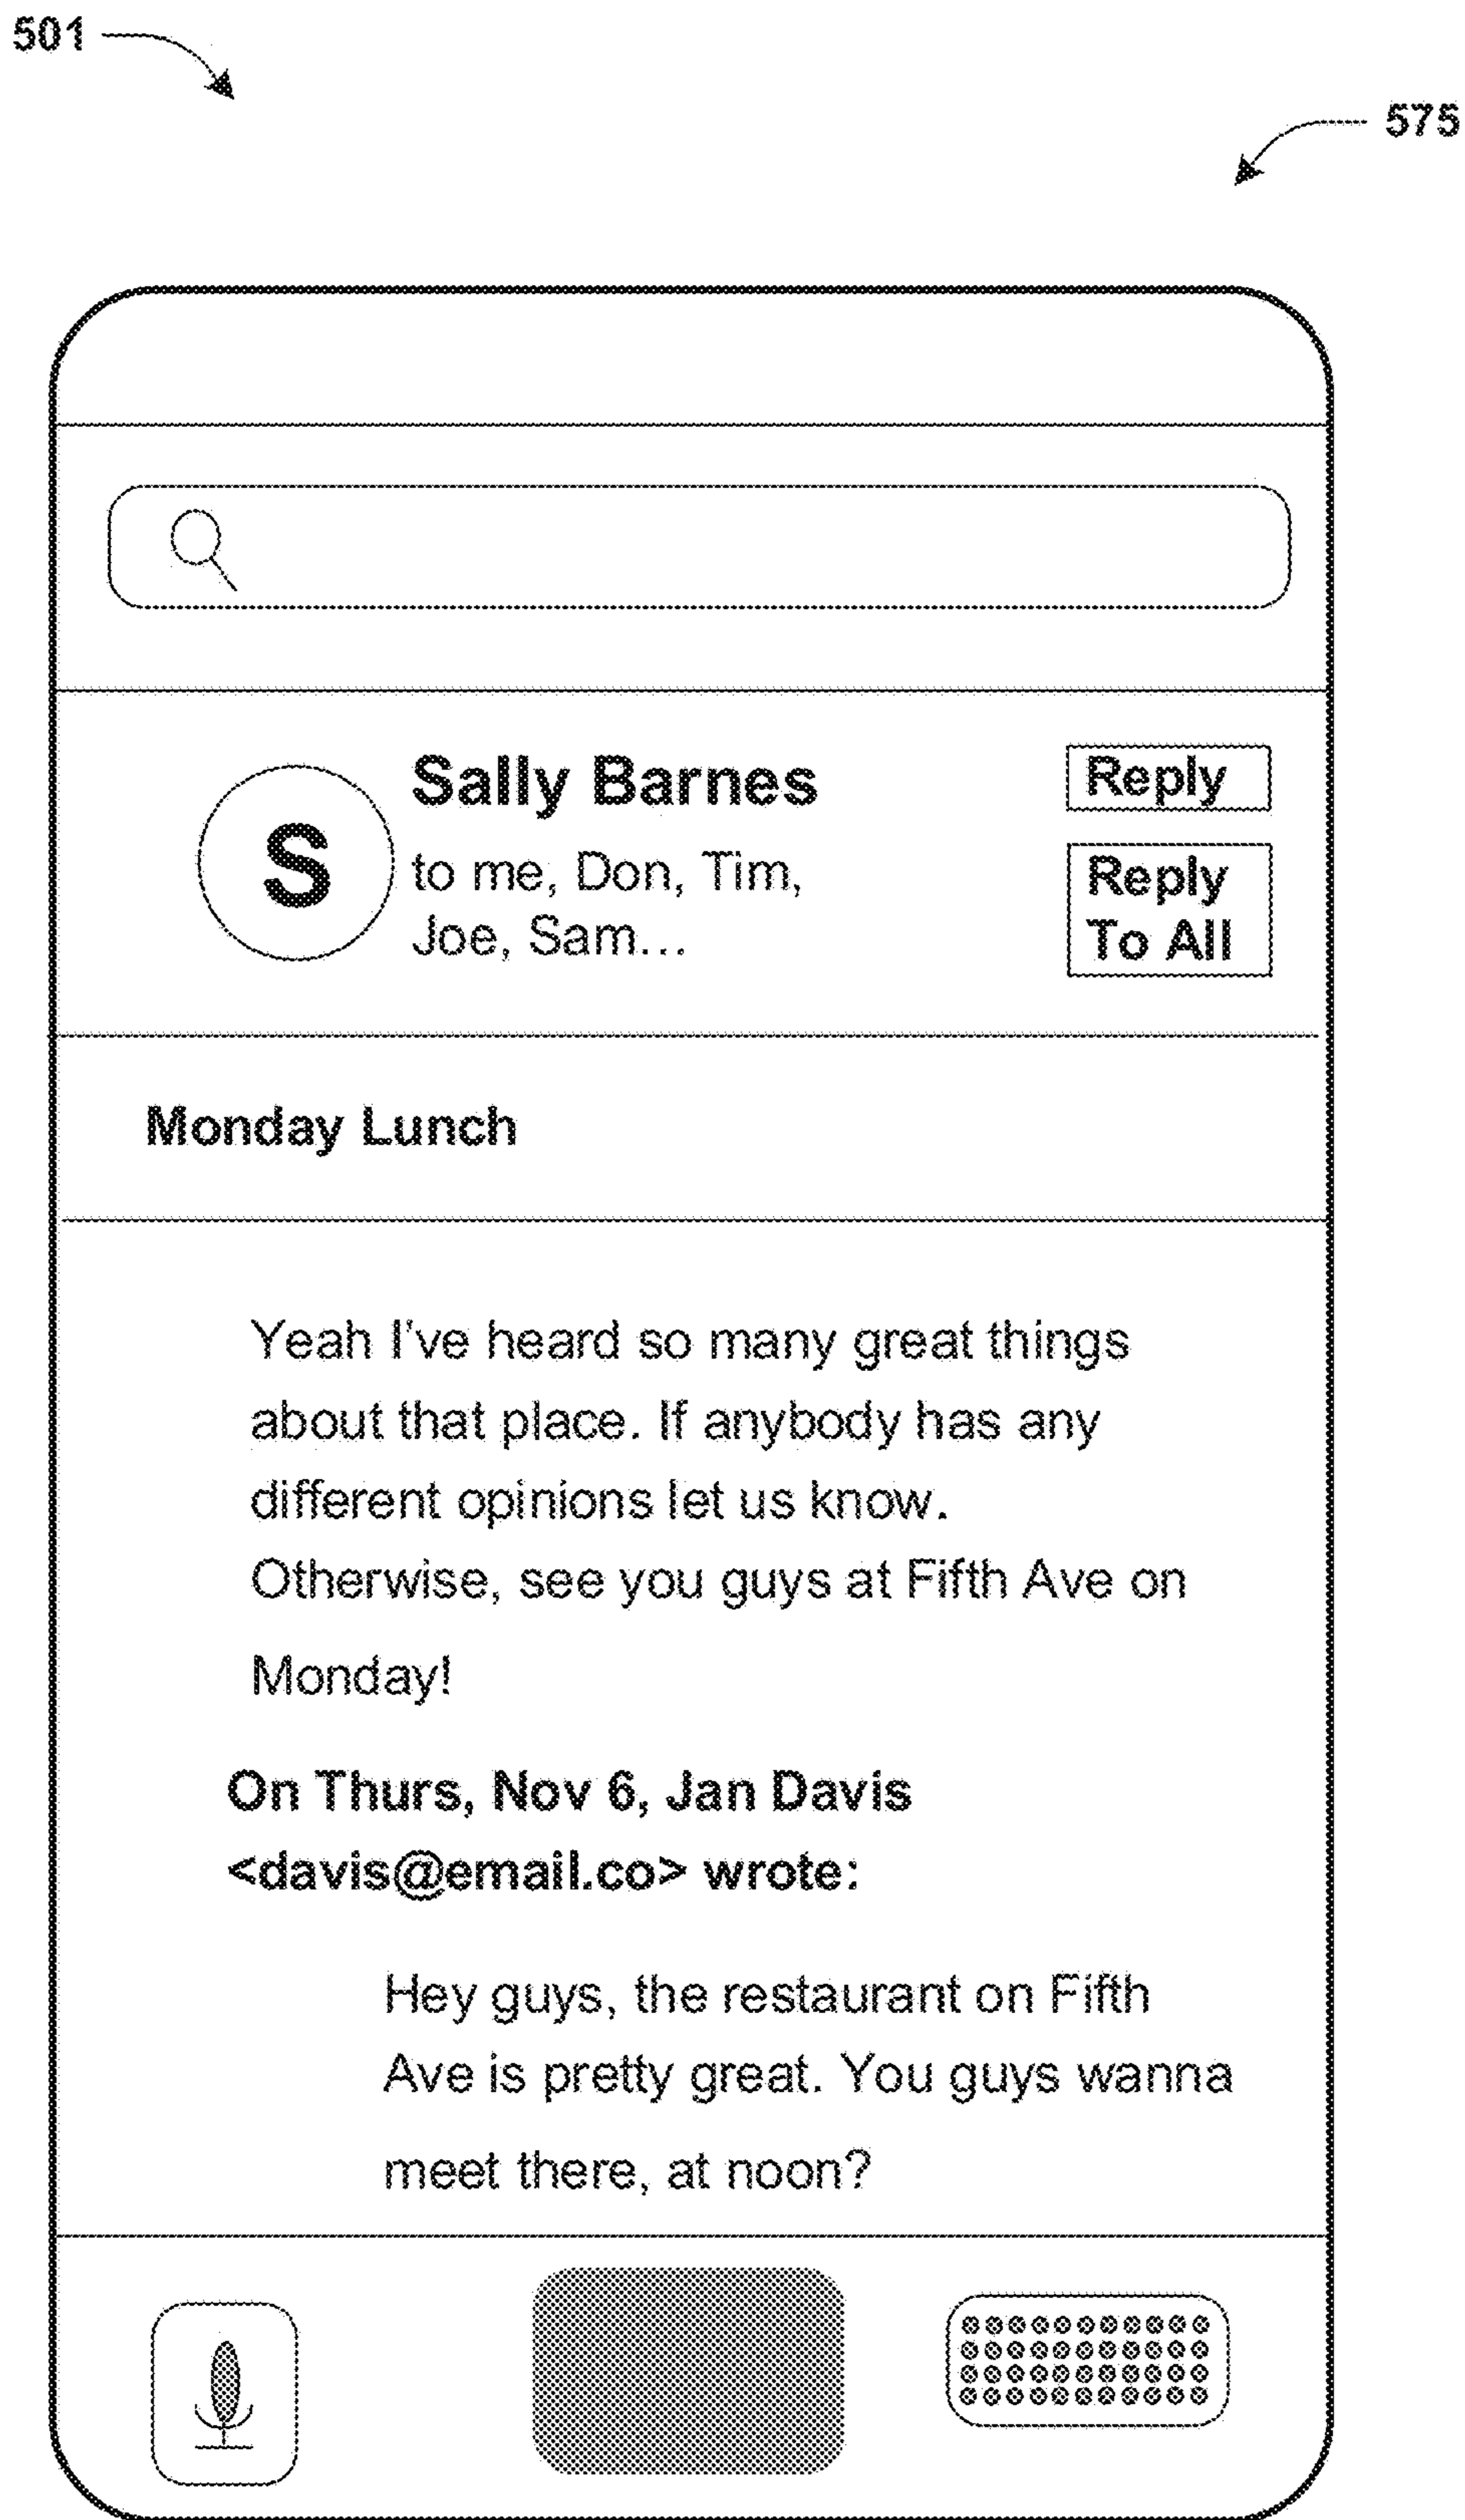 501
575
Sally Barnes
Reply
S
to me, Don, Tim,
Joe, Sam...
Reply
To All
Monday Lunch
Yeah I've heard so many great things
about that place. If anybody has any
different opinions let us know.
Otherwise, see you guys at Fifth Ave on
Monday!
On Thurs, Nov 6, Jan Davis
<davis@email.co> wrote:
Hey guys, the restaurant on Fifth
Ave is pretty great. You guys wanna
meet there, at noon?